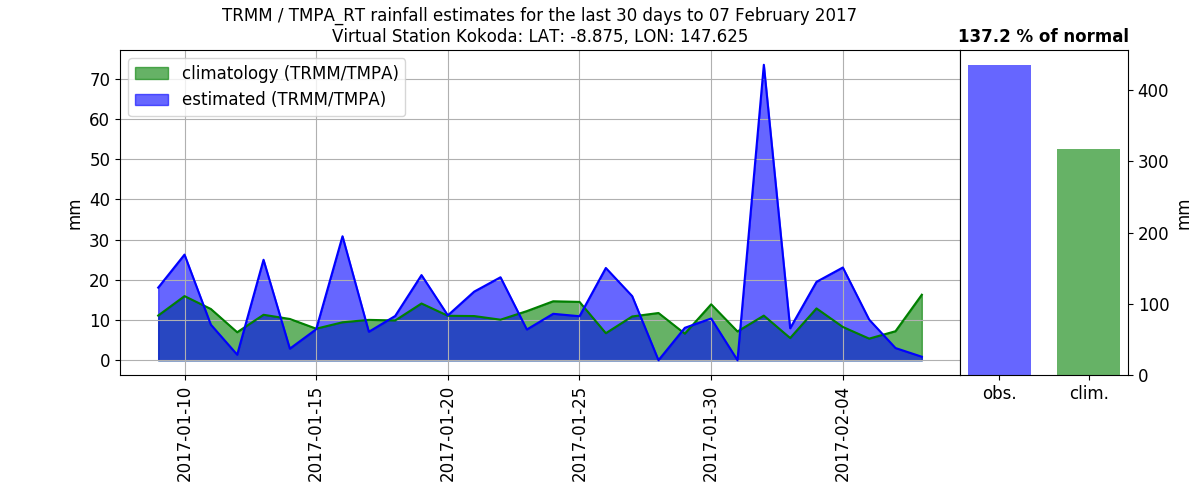 TRMM / TMPA_RT rainfall estimates for the last 30 days to 07 February 2017
Virtual Station Kokoda: LAT: -8.875, LON: 147.625
137.2 % of normal
climatology (TRMM/TMPA)
estimated (TRMM/TMPA)
70
60
50
40
30
20
10
0
mm
2017-01-10
2017-01-15
2017-01-20
2017-01-25
2017-01-30
2017-02-04
400
300
200
100
0
mm
obs.
clim.